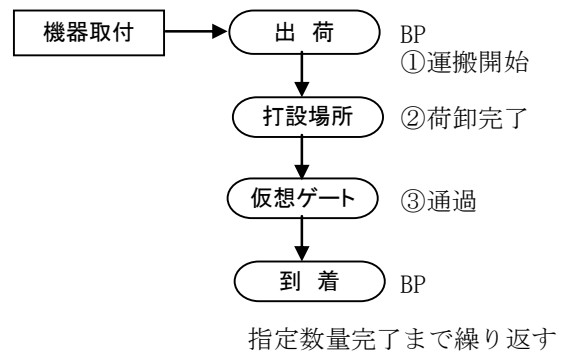 機器取付
出 荷
BP
①運搬開始
打設場所
②荷卸完了
仮想ゲート
③通過
到 着
BP
指定数量完了まで繰り返す